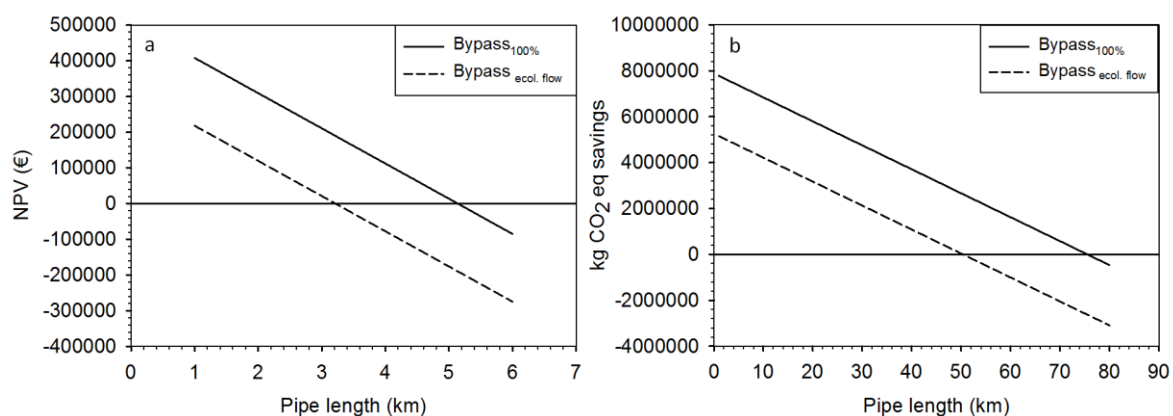 a
Bypass100%
Bypass ecol. flow
NPV (€)
500000
400000
300000
200000
100000
0
-100000
-200000
-300000
-400000
0 1 2 3 4 5 6 7
Pipe length (km)
b
Bypass100%
Bypass ecol. flow
kg CO2 eq savings
10000000
8000000
6000000
4000000
2000000
0
-2000000
-4000000
0 10 20 30 40 50 60 70 80 90
Pipe length (km)